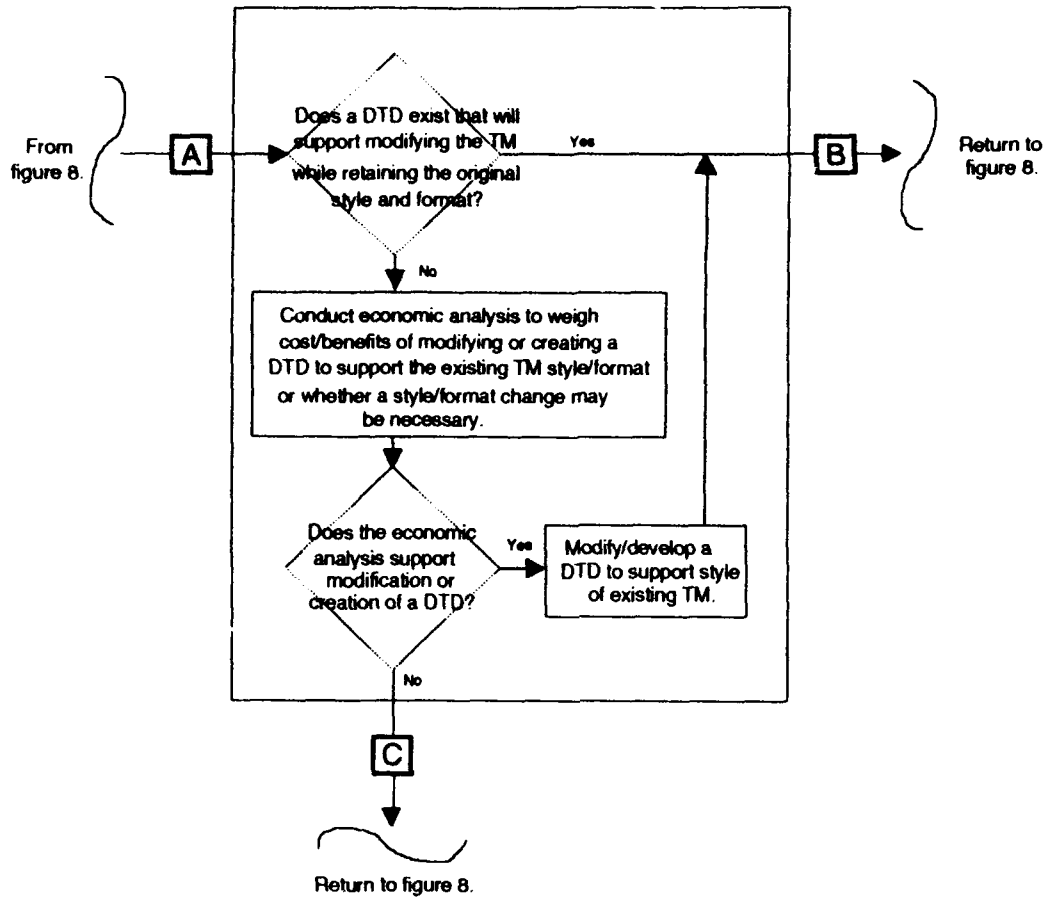 From
figure 8.
A
Does a DTD exist that will
support modifying the TM
while retaining the original
style and format?
Yes
B
Return to
figure 8.
No
Conduct economic analysis to weigh
cost/benefits of modifying or creating a
DTD to support the existing TM style/format
or whether a style/format change may
be necessary.
Does the economic
analysis support
modification or
creation of a DTD?
Yes
Modify/develop a
DTD to support style
of existing TM.
No
C
Return to figure 8.